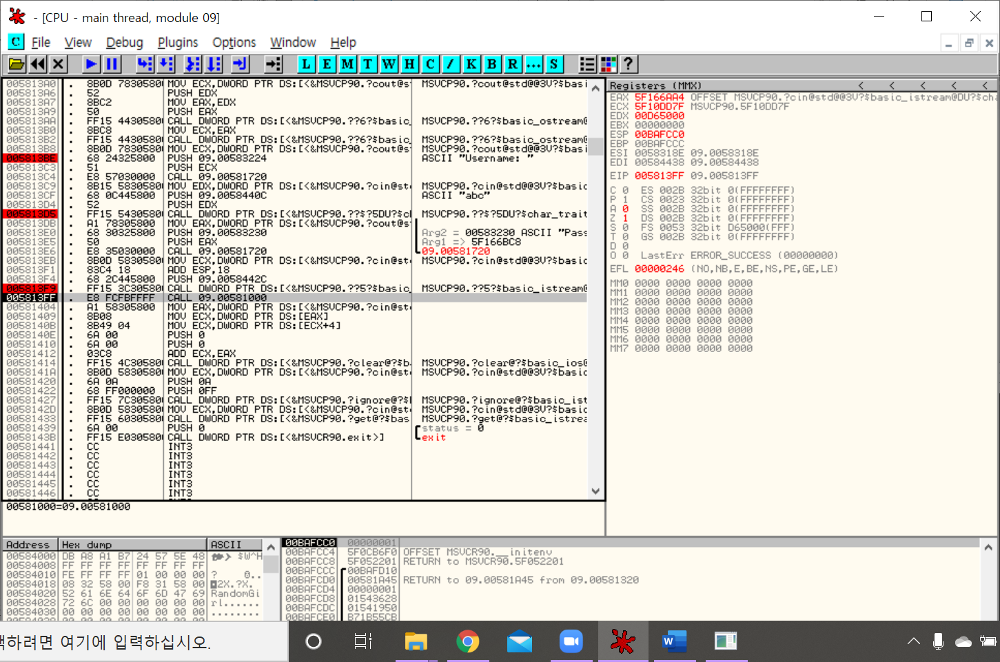 - [CPU - main thread, module 09]
C File View Debug Plugins Options Window Help
L E M T W H C / K B R ... S ?
005813A0 . 8B0D 78305800 MOV ECX,DWORD PTR DS:[<&MSVCP90.?cout@st MSVCP90.?cout@std@@3V?$basi
005813A6 . 52 PUSH EDX
005813A7 . 8BC2 MOV EAX,EDX
005813A9 . 50 PUSH EAX
005813AA . FF15 44305800 CALL DWORD PTR DS:[<&MSVCP90.??6?$basic_ MSVCP90.??6?$basic_ostream@
005813B0 . 8BC8 MOV ECX,EAX
005813B2 . FF15 44305800 CALL DWORD PTR DS:[<&MSVCP90.??6?$basic_ MSVCP90.??6?$basic_ostream@
005813B8 . 8B0D 78305800 MOV ECX,DWORD PTR DS:[<&MSVCP90.?cout@st MSVCP90.?cout@std@@3V?$basi
005813BE . 68 24325800 PUSH 09.00583224 ASCII "Username: "
005813C3 . 51 PUSH ECX
005813C4 . E8 57030000 CALL 09.00581720
005813C9 . 8B15 58305800 MOV EDX,DWORD PTR DS:[<&MSVCP90.?cin@std MSVCP90.?cin@std@@3V?$basic
005813CF . 68 0C445800 PUSH 09.0058440C ASCII "abc"
005813D4 . 52 PUSH EDX
005813D5 . FF15 54305800 CALL DWORD PTR DS:[<&MSVCP90.??$?5DU?$ch MSVCP90.??$?5DU?$char_trait
005813DB . A1 78305800 MOV EAX,DWORD PTR DS:[<&MSVCP90.?cout@st
005813E0 . 68 30325800 PUSH 09.00583230 Arg2 = 00583230 ASCII "Pass
005813E5 . 50 PUSH EAX Arg1 => 5F166BC8
005813E6 . E8 35030000 CALL 09.00581720 09.00581720
005813EB . 8B0D 58305800 MOV ECX,DWORD PTR DS:[<&MSVCP90.?cin@std MSVCP90.?cin@std@@3V?$basic
005813F1 . 83C4 18 ADD ESP,18
005813F4 . 68 2C445800 PUSH 09.0058442C
005813F9 . FF15 3C305800 CALL DWORD PTR DS:[<&MSVCP90.??5?$basic_ MSVCP90.??5?$basic_istream@
005813FF . E8 FCFBFFFF CALL 09.00581000
00581404 . A1 58305800 MOV EAX,DWORD PTR DS:[<&MSVCP90.?cin@std
00581409 . 8B08 MOV ECX,DWORD PTR DS:[EAX]
0058140B . 8B49 04 MOV ECX,DWORD PTR DS:[ECX+4]
0058140E . 6A 00 PUSH 0
00581410 . 6A 00 PUSH 0
00581412 . 03C8 ADD ECX,EAX
00581414 . FF15 4C305800 CALL DWORD PTR DS:[<&MSVCP90.?clear@?$b MSVCP90.?clear@?$basic_ios@
0058141A . 8B0D 58305800 MOV ECX,DWORD PTR DS:[<&MSVCP90.?cin@std MSVCP90.?cin@std@@3V?$basic
00581420 . 6A 0A PUSH 0A
00581422 . 68 FF000000 PUSH 0FF
00581427 . FF15 7C305800 CALL DWORD PTR DS:[<&MSVCP90.?ignore@?$ MSVCP90.?ignore@?$basic_ist
0058142D . 8B0D 58305800 MOV ECX,DWORD PTR DS:[<&MSVCP90.?cin@std MSVCP90.?cin@std@@3V?$basic
00581433 . FF15 60305800 CALL DWORD PTR DS:[<&MSVCP90.?get@?$bas MSVCP90.?get@?$basic_istrea
00581439 . 6A 00 PUSH 0 status = 0
0058143B . FF15 E0305800 CALL DWORD PTR DS:[<&MSVCR90.exit>] exit
00581441 . CC INT3
00581442 . CC INT3
00581443 . CC INT3
00581444 . CC INT3
00581445 . CC INT3
00581446 . CC INT3
00581000=09.00581000
Registers (MMX) < < < < <
EAX 5F166AA4 OFFSET MSVCP90.?cin@std@@3V?$basic_istream@DU?$cha
ECX 5F10DD7F MSVCP90.5F10DD7F
EDX 00D65000
EBX 00000000
ESP 00BAFCC0
EBP 00BAFCCC
ESI 0058318E 09.0058318E
EDI 00584438 09.00584438
EIP 005813FF 09.005813FF
C 0 ES 002B 32bit 0(FFFFFFFF)
P 1 CS 0023 32bit 0(FFFFFFFF)
A 0 SS 002B 32bit 0(FFFFFFFF)
Z 1 DS 002B 32bit 0(FFFFFFFF)
S 0 FS 0053 32bit D65000(FFF)
T 0 GS 002B 32bit 0(FFFFFFFF)
D 0
O 0 LastErr ERROR_SUCCESS (00000000)
EFL 00000246 (NO,NB,E,BE,NS,PE,GE,LE)
MM0 0000 0000 0000 0000
MM1 0000 0000 0000 0000
MM2 0000 0000 0000 0000
MM3 0000 0000 0000 0000
MM4 0000 0000 0000 0000
MM5 0000 0000 0000 0000
MM6 0000 0000 0000 0000
MM7 0000 0000 0000 0000
Address Hex dump ASCII
00584000 DB A8 A1 B7 24 57 5E 48 $W^H
00584008 FF FF FF FF FF FF FF FF
00584010 FE FF FF FF 01 00 00 00 ? 0..
00584018 08 32 58 00 F8 31 58 00 2X.?X.
00584020 52 61 6E 64 6F 6D 47 69 RandomGi
00584028 72 6C 00 00 00 00 00 00 rl......
00584030 00 00 00 00 00 00 00 00 ........
00BAFCC0 00000001
00BAFCC4 5F0CB6F0 OFFSET MSVCR90.__initenv
00BAFCC8 5F052201 RETURN to MSVCR90.5F052201
00BAFCCC 00BAFD10
00BAFCD0 00581A45 RETURN to 09.00581A45 from 09.00581320
00BAFCD4 00000001
00BAFCD8 01543628
00BAFCDC 01541950
00BAFCE0 B71B55CB
색하려면 여기에 입력하십시오.
W